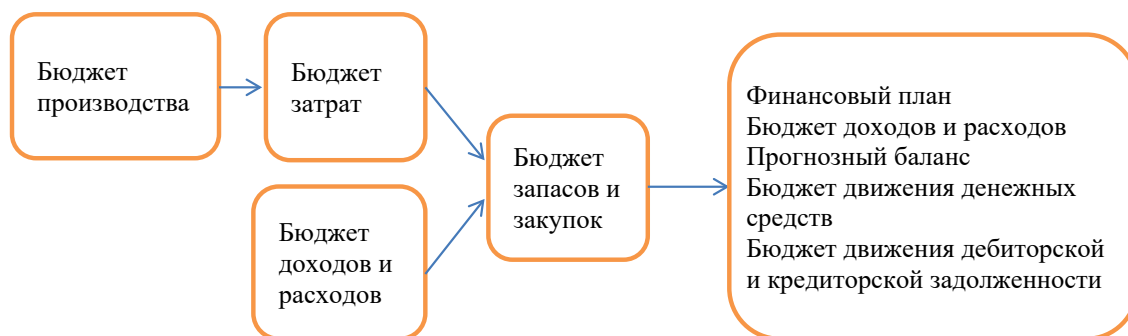 Бюджет
производства
Бюджет
затрат
Бюджет
доходов и
расходов
Бюджет
запасов и
закупок
Финансовый план
Бюджет доходов и расходов
Прогнозный баланс
Бюджет движения денежных
средств
Бюджет движения дебиторской
и кредиторской задолженности